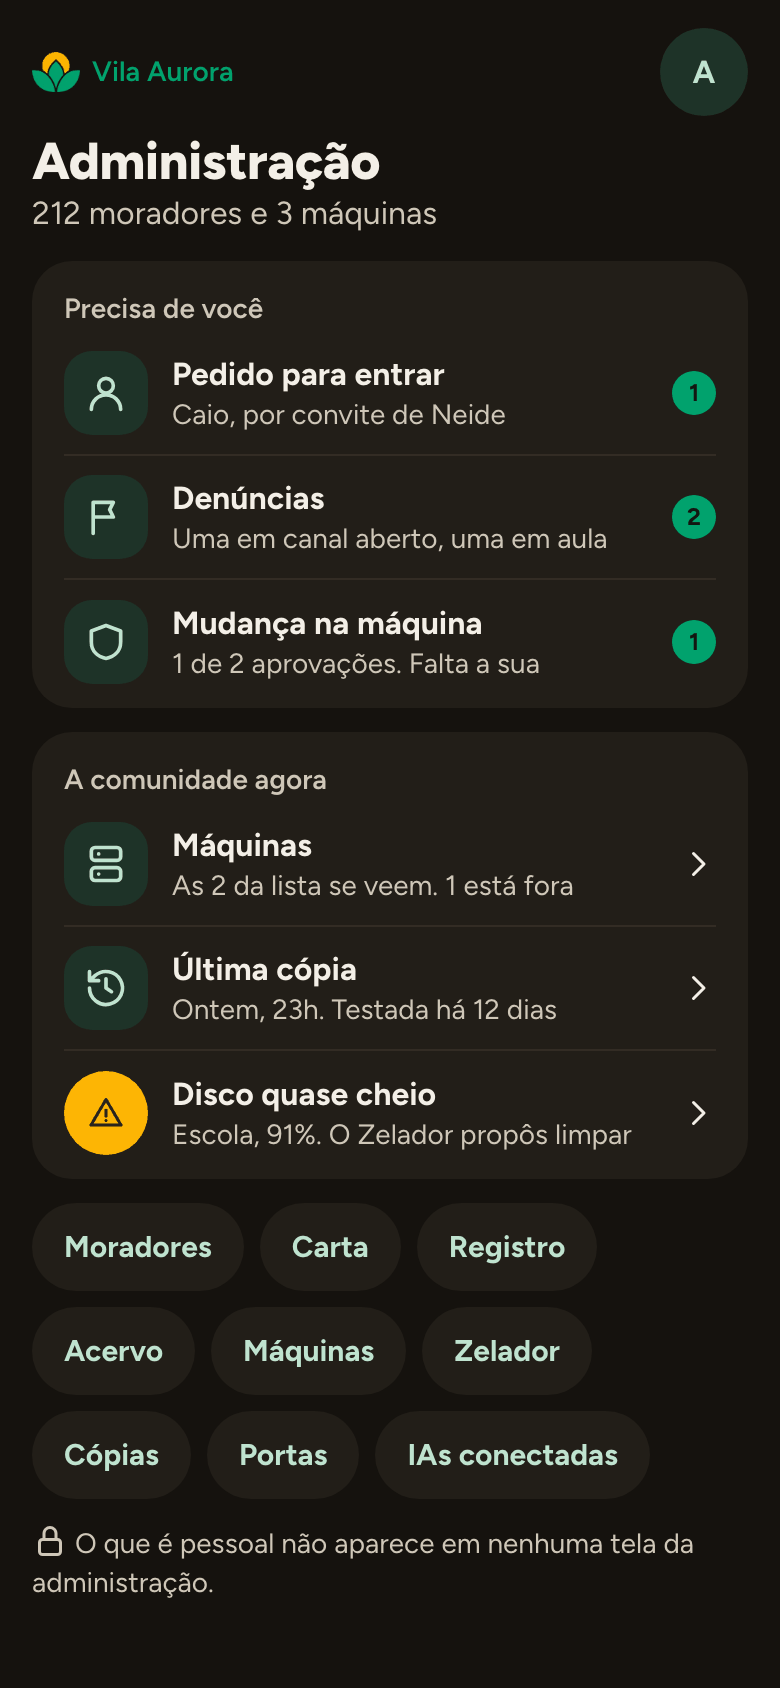 Vila Aurora
A
Administração
212 moradores e 3 máquinas
Precisa de você
Pedido para entrar
Caio, por convite de Neide
1
Denúncias
Uma em canal aberto, uma em aula
2
Mudança na máquina
1 de 2 aprovações. Falta a sua
1
A comunidade agora
Máquinas
As 2 da lista se veem. 1 está fora
Última cópia
Ontem, 23h. Testada há 12 dias
Disco quase cheio
Escola, 91%. O Zelador propôs limpar
Moradores
Carta
Registro
Acervo
Máquinas
Zelador
Cópias
Portas
IAs conectadas
O que é pessoal não aparece em nenhuma tela da
administração.